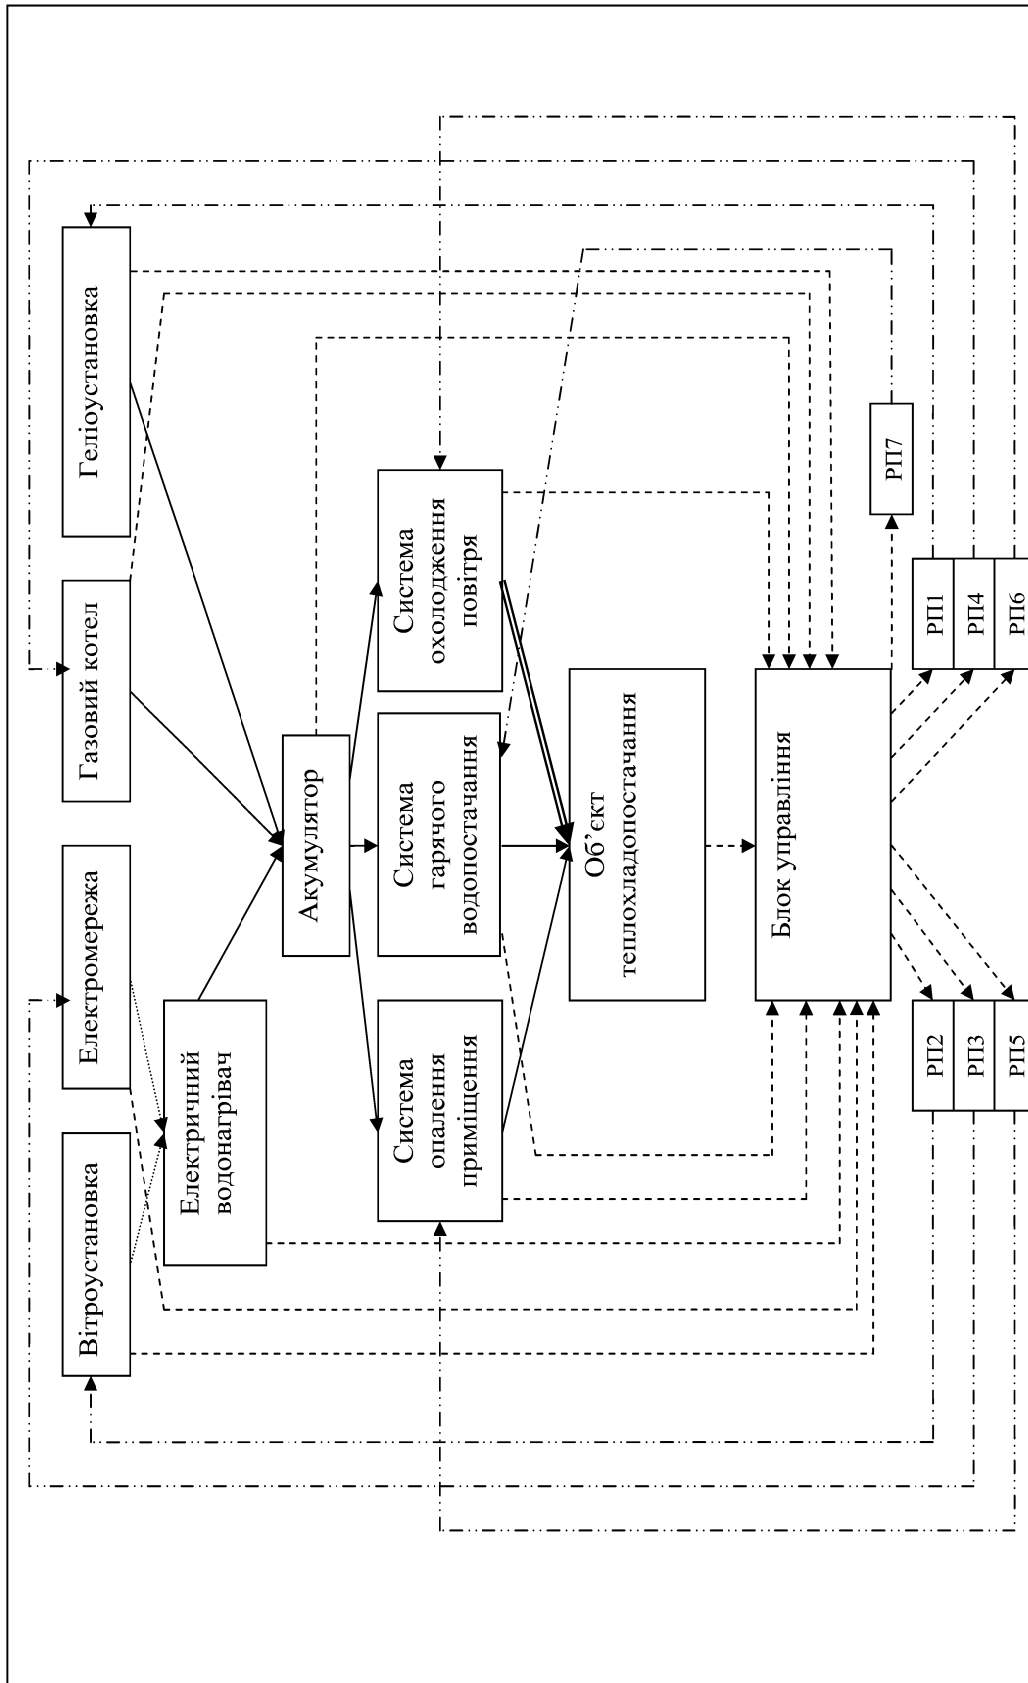 Вітроустановка
Електромережа
Газовий котел
Геліоустановка
Електричний
водонагрівач
Акумулятор
Система
опалення
приміщення
Система
гарячого
водопостачання
Система
охолодження
повітря
Об’єкт
теплохладопостачання
Блок управління
РП7
РП2
РП3
РП5
РП1
РП4
РП6